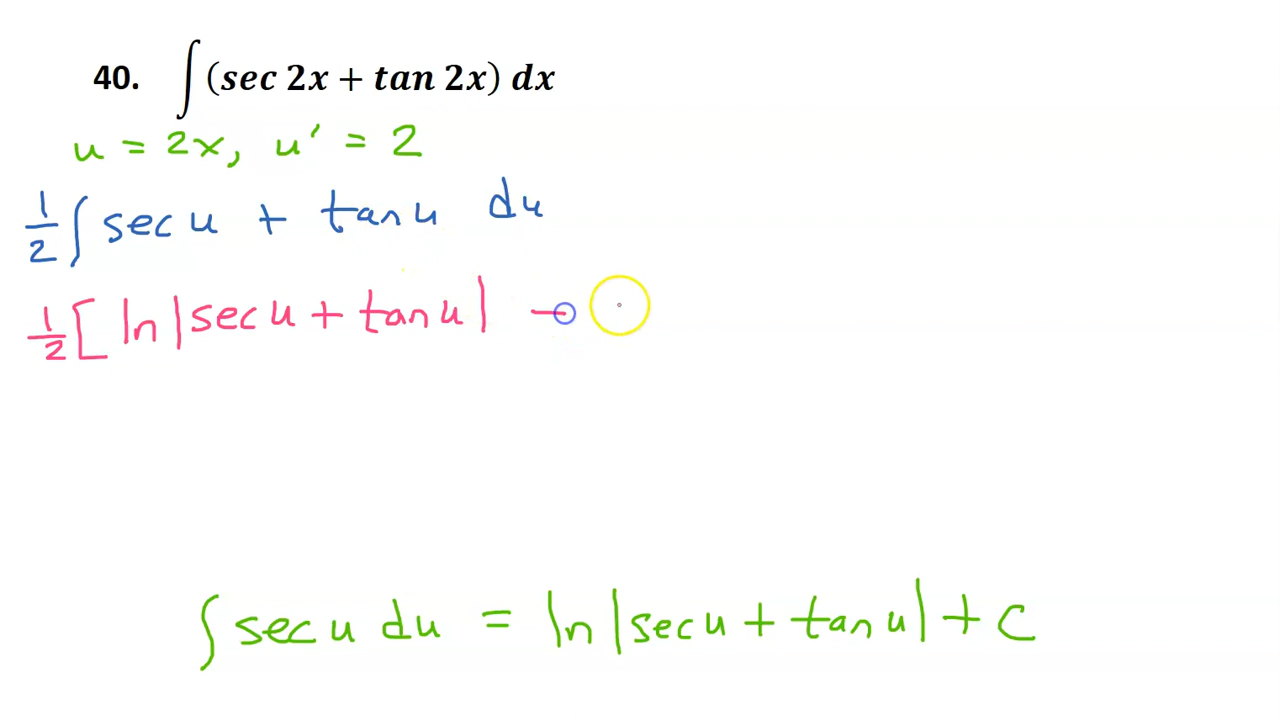 40. ∫ (sec 2x + tan 2x) dx
u = 2x, u' = 2
1/2 ∫ sec u + tan u du
1/2 [ ln |sec u + tan u| −
∫ sec u du = ln |sec u + tan u| + C